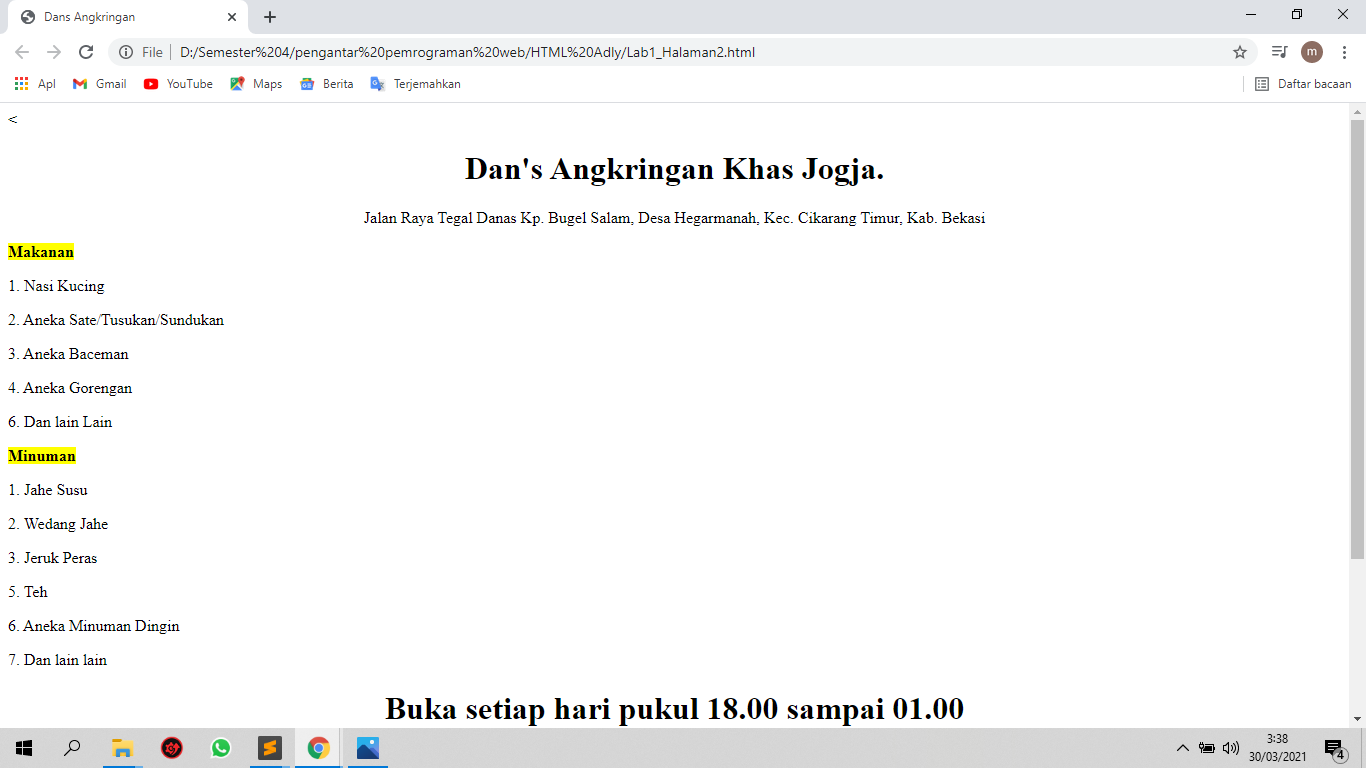 Dans Angkringan
File
D:/Semester%204/pengantar%20pemrograman%20web/HTML%20Adly/Lab1_Halaman2.html
m
Apl Gmail YouTube Maps Berita Terjemahkan Daftar bacaan
<
Dan's Angkringan Khas Jogja.
Jalan Raya Tegal Danas Kp. Bugel Salam, Desa Hegarmanah, Kec. Cikarang Timur, Kab. Bekasi
Makanan
1. Nasi Kucing
2. Aneka Sate/Tusukan/Sundukan
3. Aneka Baceman
4. Aneka Gorengan
6. Dan lain Lain
Minuman
1. Jahe Susu
2. Wedang Jahe
3. Jeruk Peras
5. Teh
6. Aneka Minuman Dingin
7. Dan lain lain
Buka setiap hari pukul 18.00 sampai 01.00
3:38
30/03/2021
4